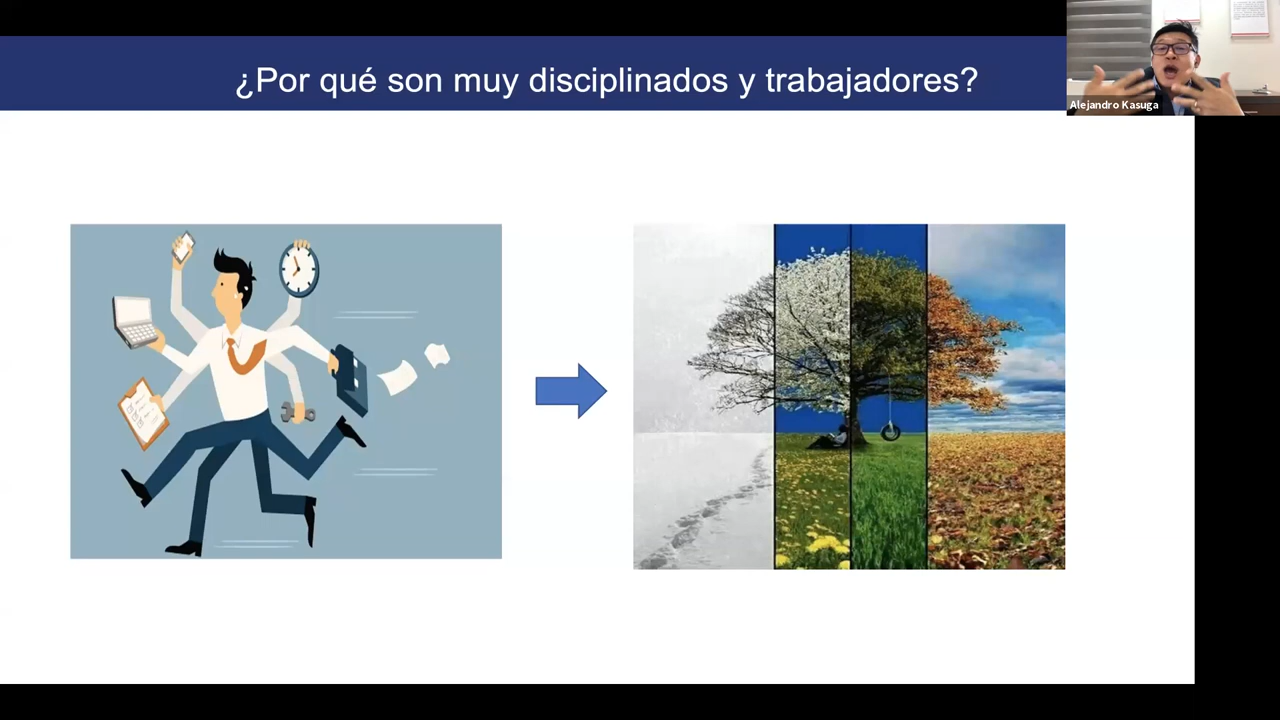 ¿Por qué son muy disciplinados y trabajadores?
Alejandro Kasuga